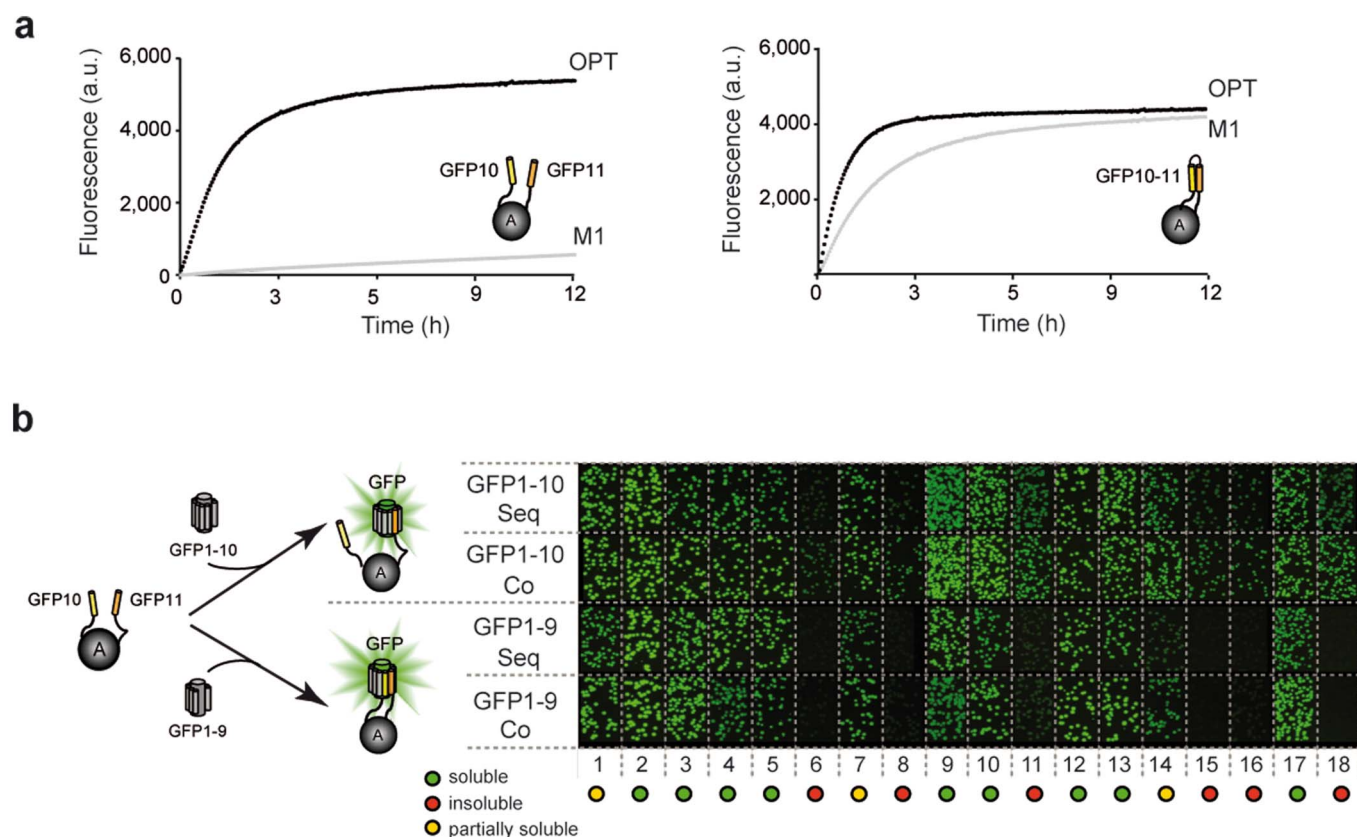 a
6,000
4,000
2,000
0
Fluorescence (a.u.)
0 3 5 9 12
Time (h)
OPT
M1
GFP10 GFP11
A
6,000
4,000
2,000
Fluorescence (a.u.)
0 3 5 9 12
Time (h)
OPT
M1
GFP10-11
A
b
GFP10 GFP11
A
GFP1-10
GFP1-9
GFP
A
GFP
A
GFP1-10
Seq
GFP1-10
Co
GFP1-9
Seq
GFP1-9
Co
1 2 3 4 5 6 7 8 9 10 11 12 13 14 15 16 17 18
soluble
insoluble
partially soluble